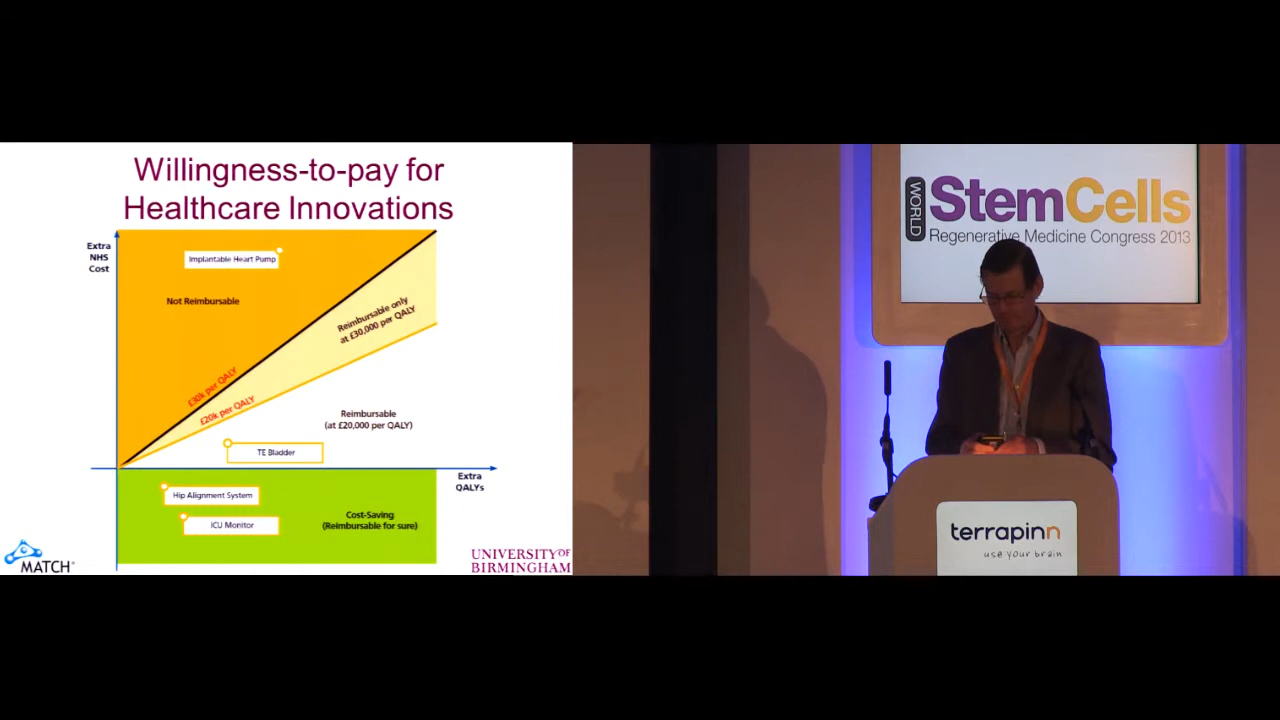 Willingness-to-pay for
Healthcare Innovations
Extra
NHS
Cost
Implantable Heart Pump
Not Reimbursable
Reimbursable only
at £30,000 per QALY
£30k per QALY
£20k per QALY
Reimbursable
(at £20,000 per QALY)
TE Bladder
Extra
QALYs
Hip Alignment System
ICU Monitor
Cost-Saving
(Reimbursable for sure)
MATCH
UNIVERSITY OF
BIRMINGHAM
WORLD
StemCells
Regenerative Medicine Congress 2013
terrapinn
use your brain